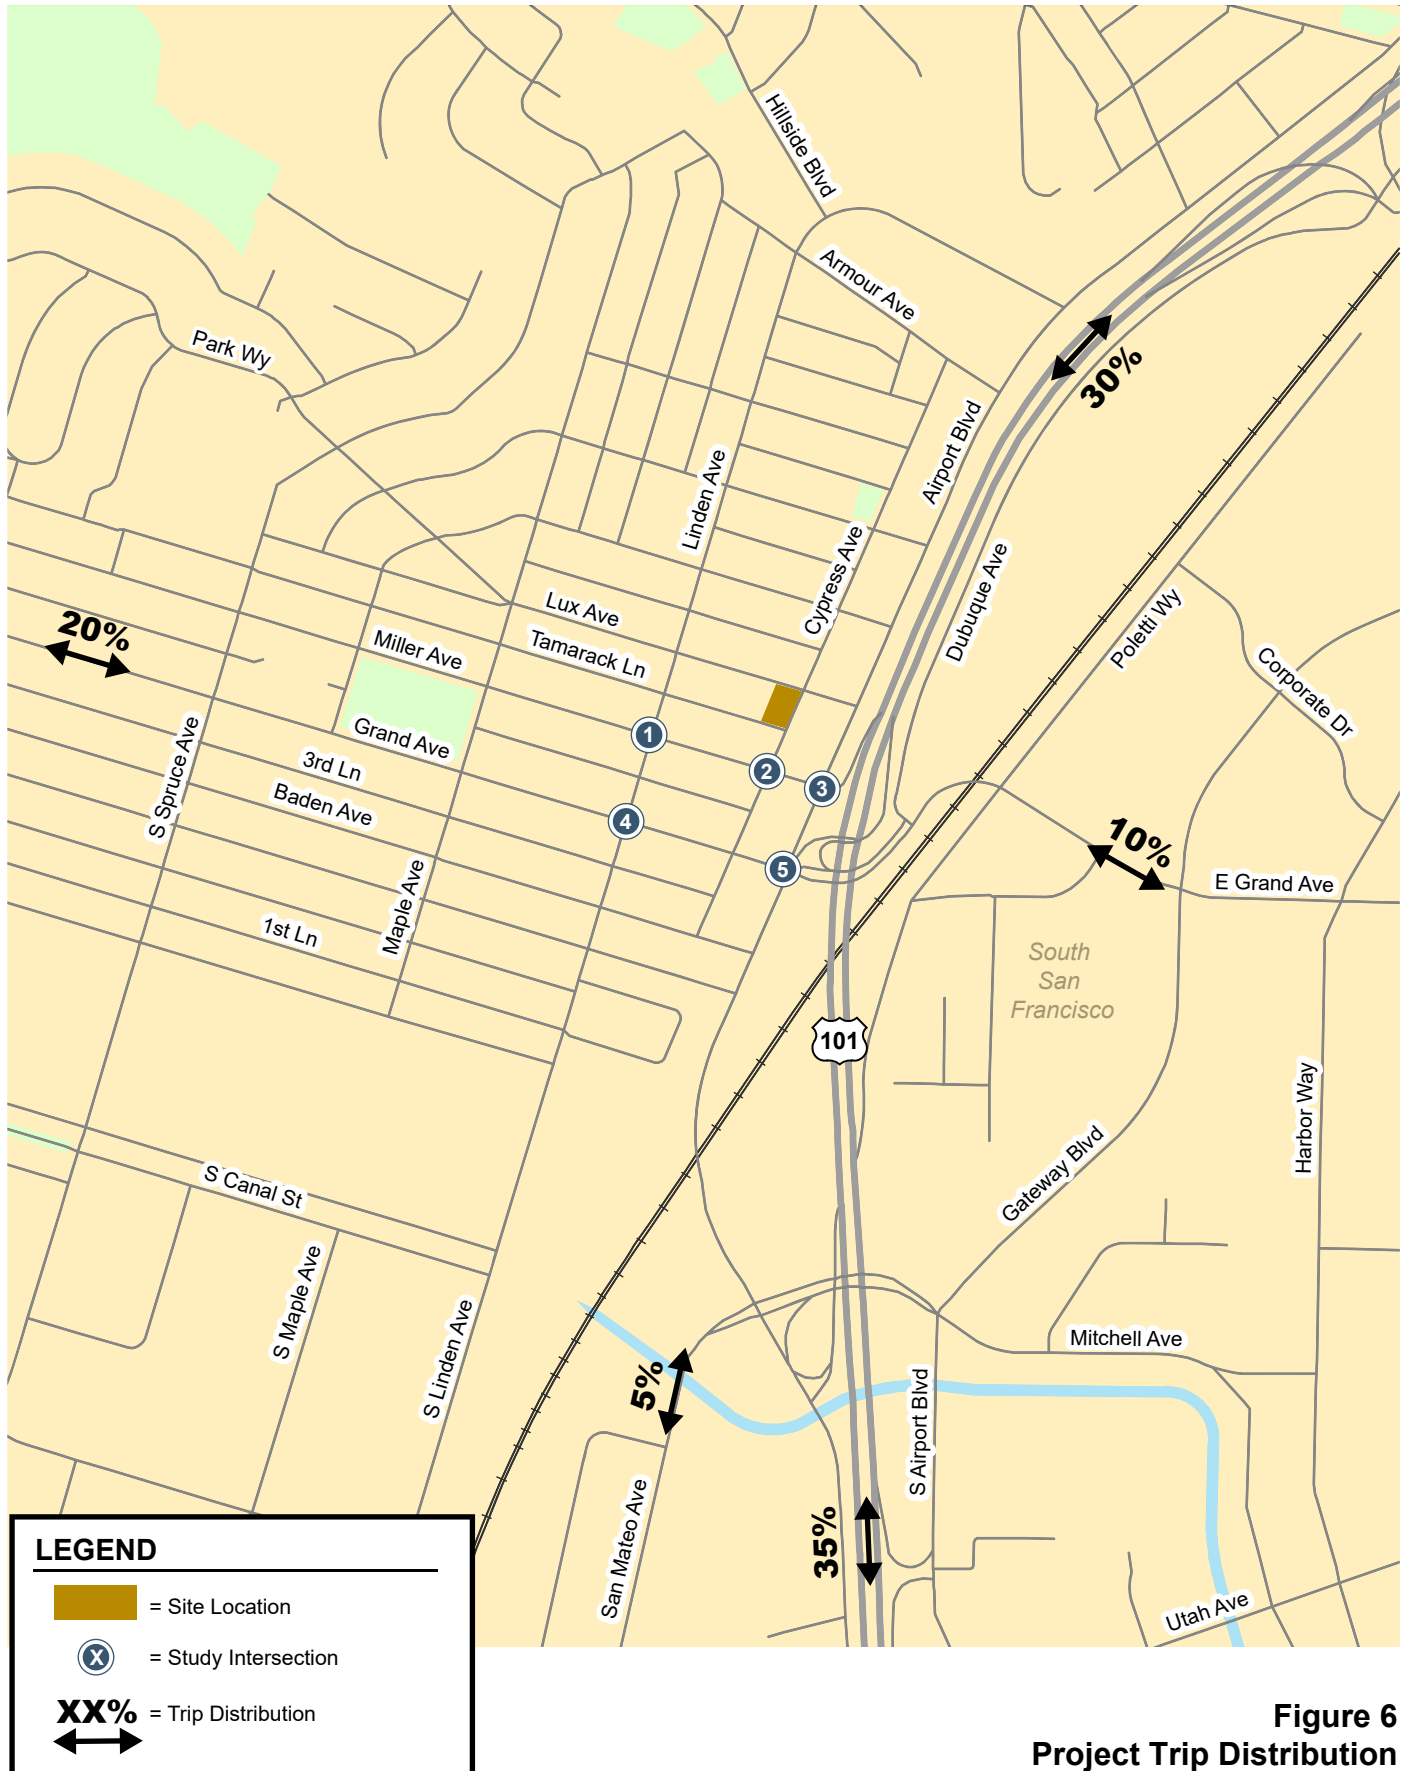 Hillside Blvd
Armour Ave
Park Wy
30%
Airport Blvd
Linden Ave
Cypress Ave
Dubuque Ave
Lux Ave
Tamarack Ln
Miller Ave
20%
Poletti Wy
Corporate Dr
Grand Ave
3rd Ln
Baden Ave
S Spruce Ave
1
2
3
4
5
10%
E Grand Ave
Maple Ave
1st Ln
South
San
Francisco
101
Harbor Way
Gateway Blvd
S Canal St
S Maple Ave
S Linden Ave
Mitchell Ave
5%
S Airport Blvd
San Mateo Ave
35%
Utah Ave
LEGEND
= Site Location
X = Study Intersection
XX% = Trip Distribution
Figure 6
Project Trip Distribution